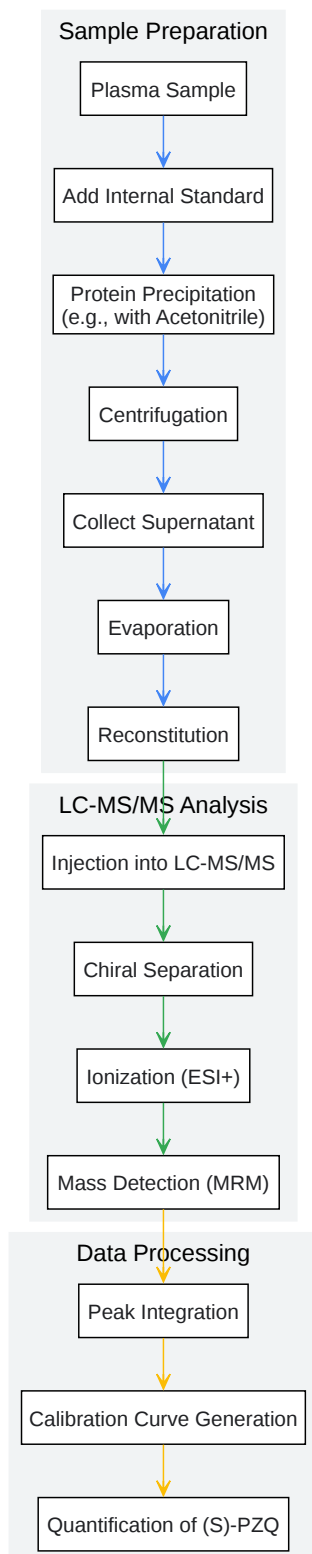 Sample Preparation
Plasma Sample
Add Internal Standard
Protein Precipitation
(e.g., with Acetonitrile)
Centrifugation
Collect Supernatant
Evaporation
Reconstitution
LC-MS/MS Analysis
Injection into LC-MS/MS
Chiral Separation
Ionization (ESI+)
Mass Detection (MRM)
Data Processing
Peak Integration
Calibration Curve Generation
Quantification of (S)-PZQ